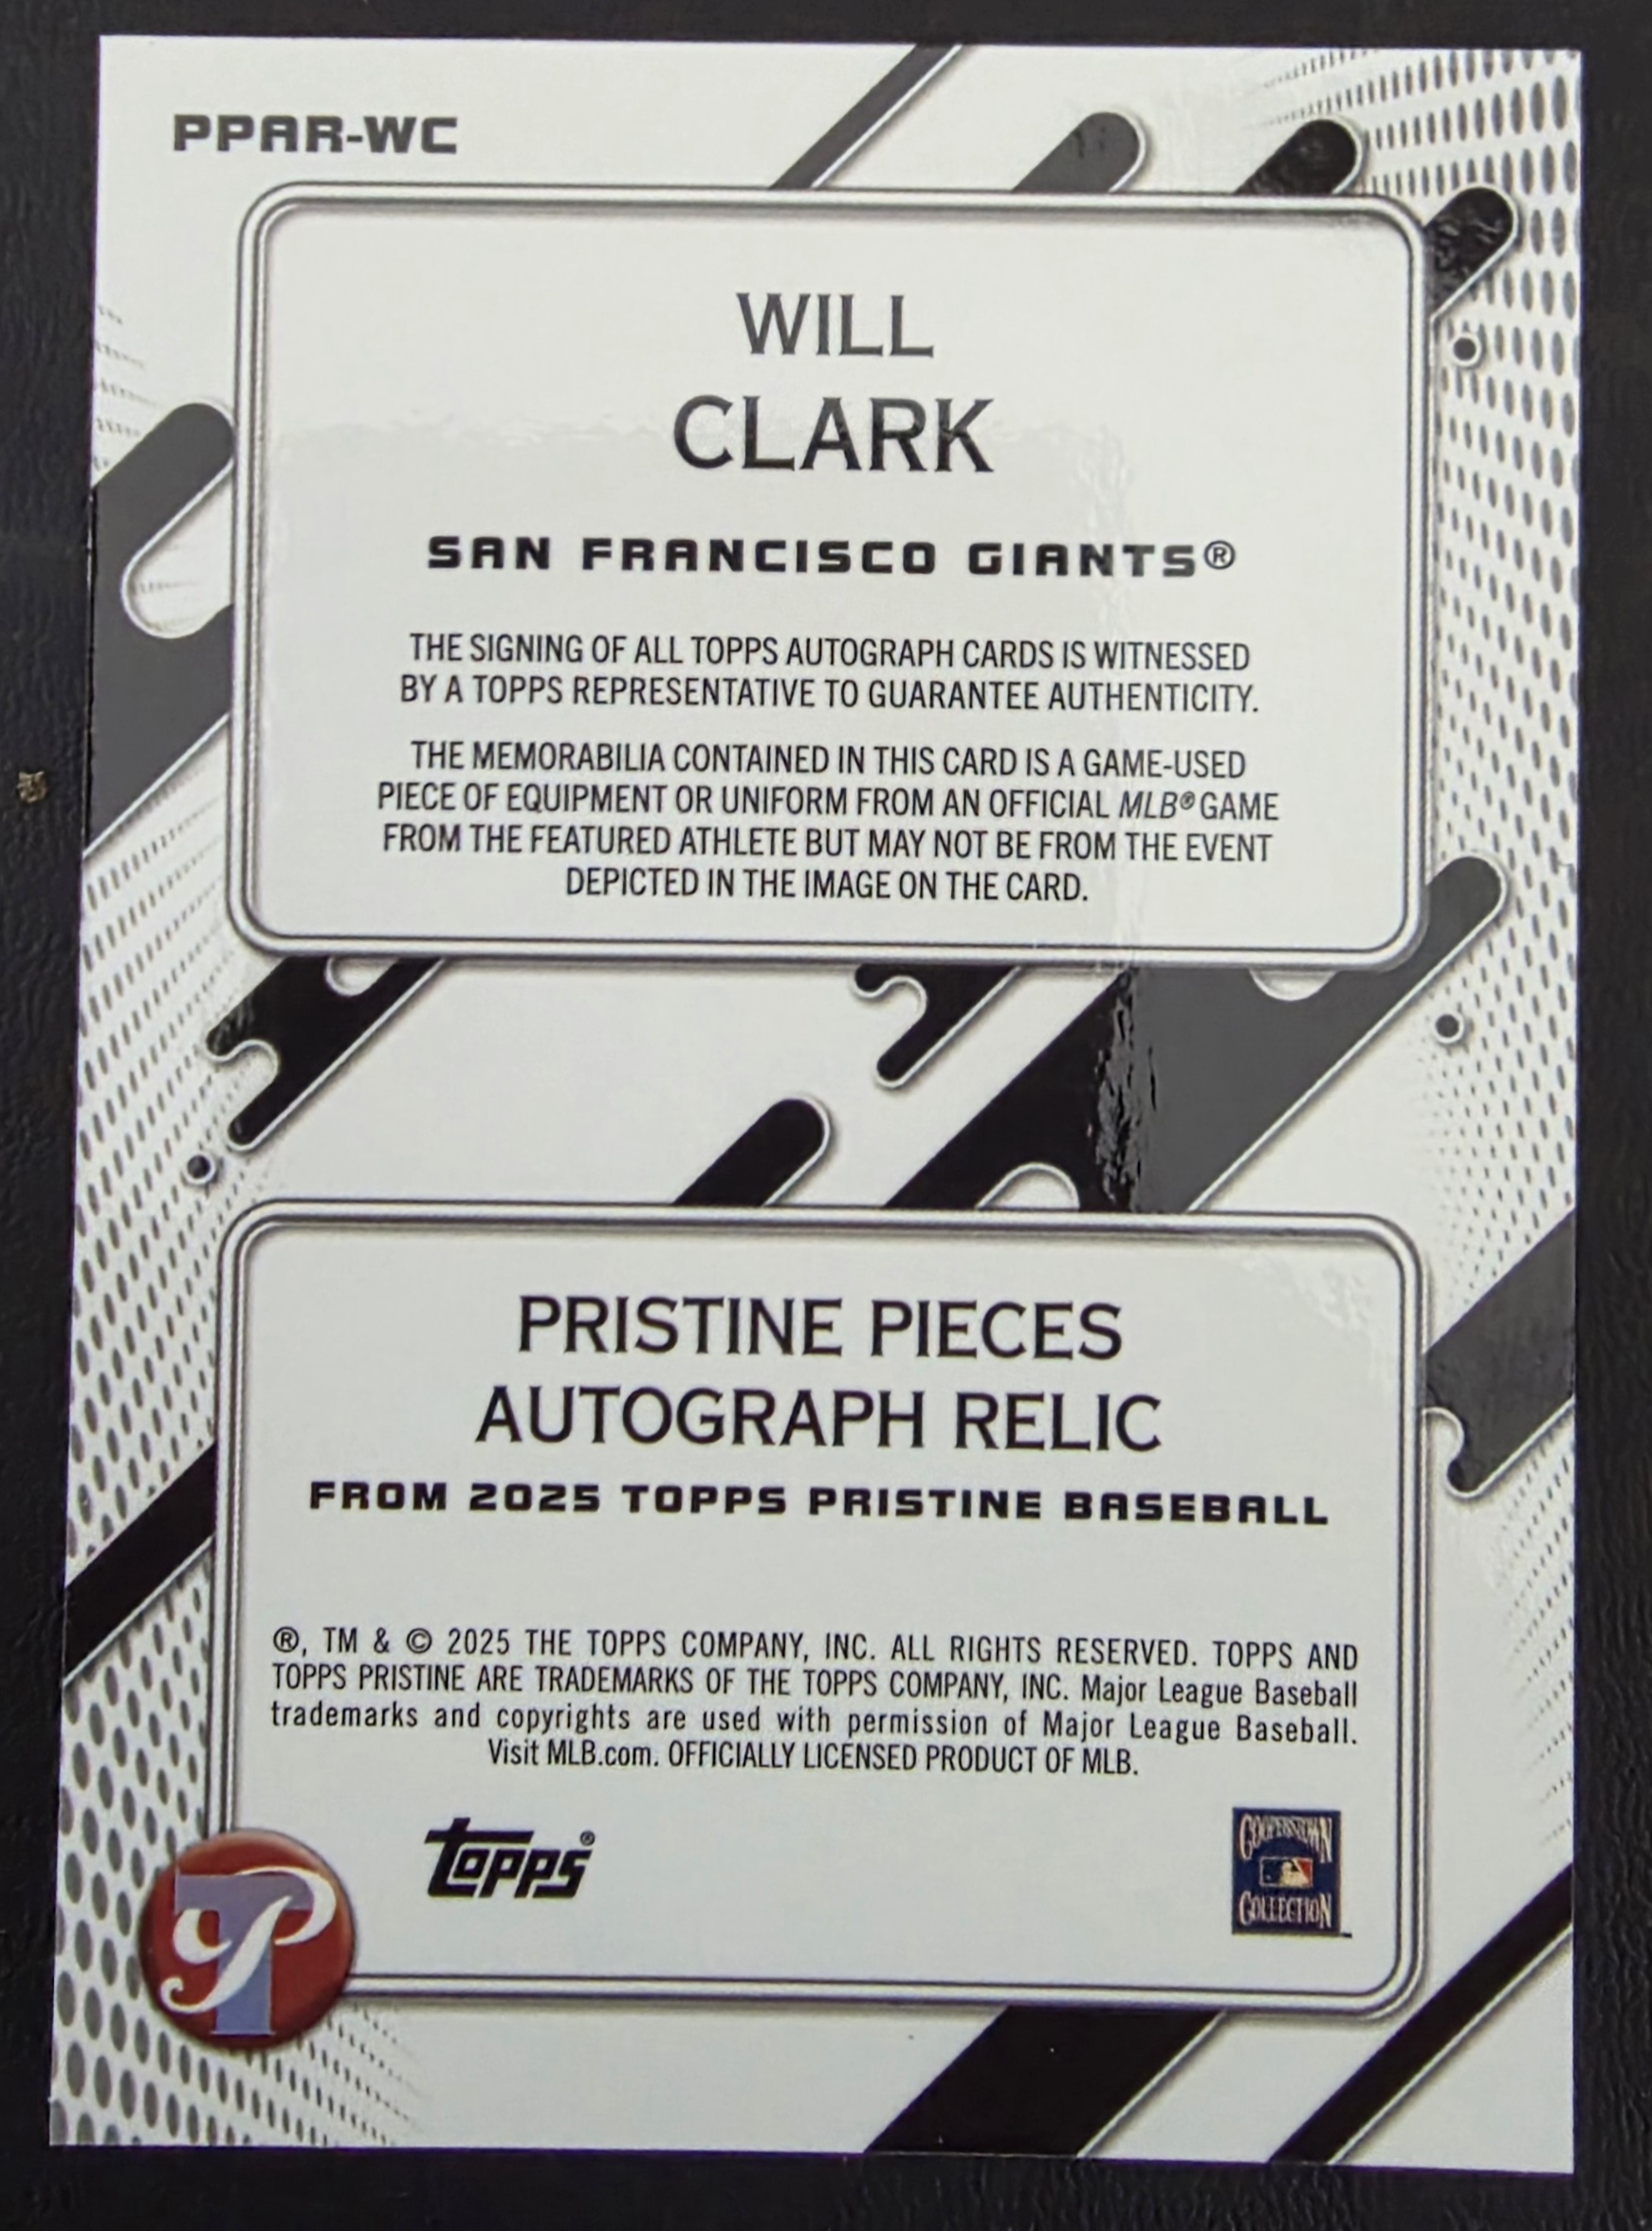 PPAR-WC
WILL
CLARK
SAN FRANCISCO GIANTS®
THE SIGNING OF ALL TOPPS AUTOGRAPH CARDS IS WITNESSED
BY A TOPPS REPRESENTATIVE TO GUARANTEE AUTHENTICITY.
THE MEMORABILIA CONTAINED IN THIS CARD IS A GAME-USED
PIECE OF EQUIPMENT OR UNIFORM FROM AN OFFICIAL MLB® GAME
FROM THE FEATURED ATHLETE BUT MAY NOT BE FROM THE EVENT
DEPICTED IN THE IMAGE ON THE CARD.
PRISTINE PIECES
AUTOGRAPH RELIC
FROM 2025 TOPPS PRISTINE BASEBALL
®, TM & © 2025 THE TOPPS COMPANY, INC. ALL RIGHTS RESERVED. TOPPS AND
TOPPS PRISTINE ARE TRADEMARKS OF THE TOPPS COMPANY, INC. Major League Baseball
trademarks and copyrights are used with permission of Major League Baseball.
Visit MLB.com. OFFICIALLY LICENSED PRODUCT OF MLB.
topps®
COOPERSTOWN
COLLECTION
TP